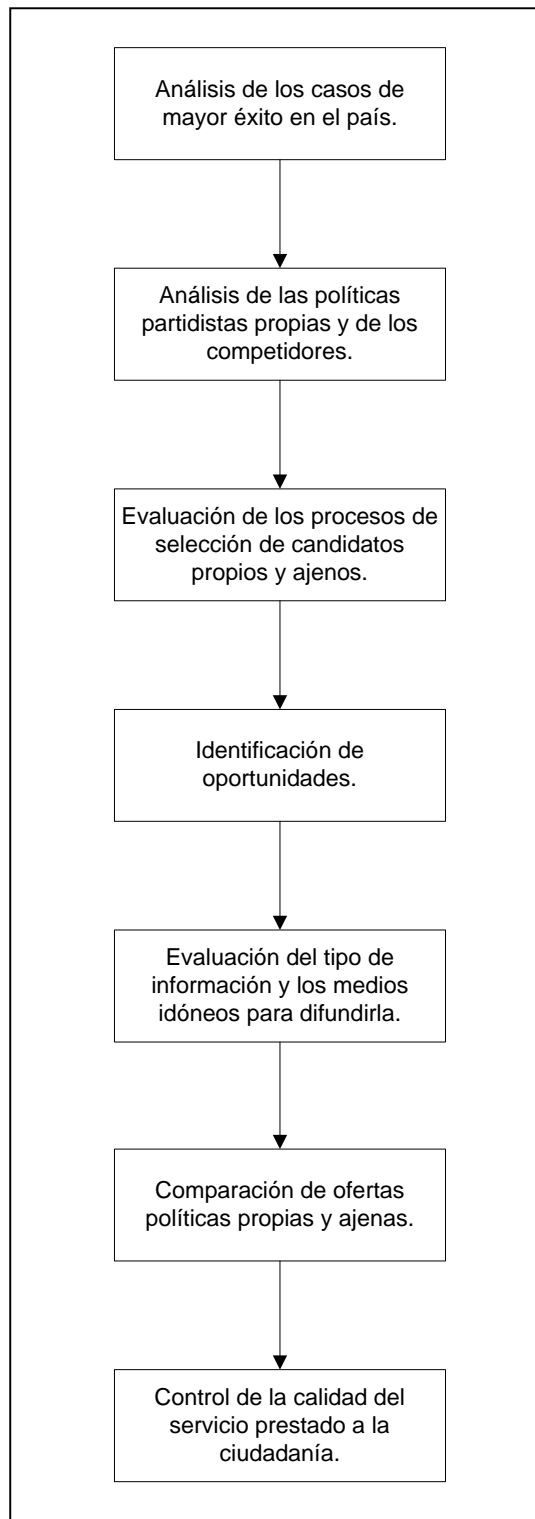 Análisis de los casos de
mayor éxito en el país.
Análisis de las políticas
partidistas propias y de los
competidores.
Evaluación de los procesos de
selección de candidatos
propios y ajenos.
Identificación de
oportunidades.
Evaluación del tipo de
información y los medios
idóneos para difundirla.
Comparación de ofertas
políticas propias y ajenas.
Control de la calidad del
servicio prestado a la
ciudadanía.